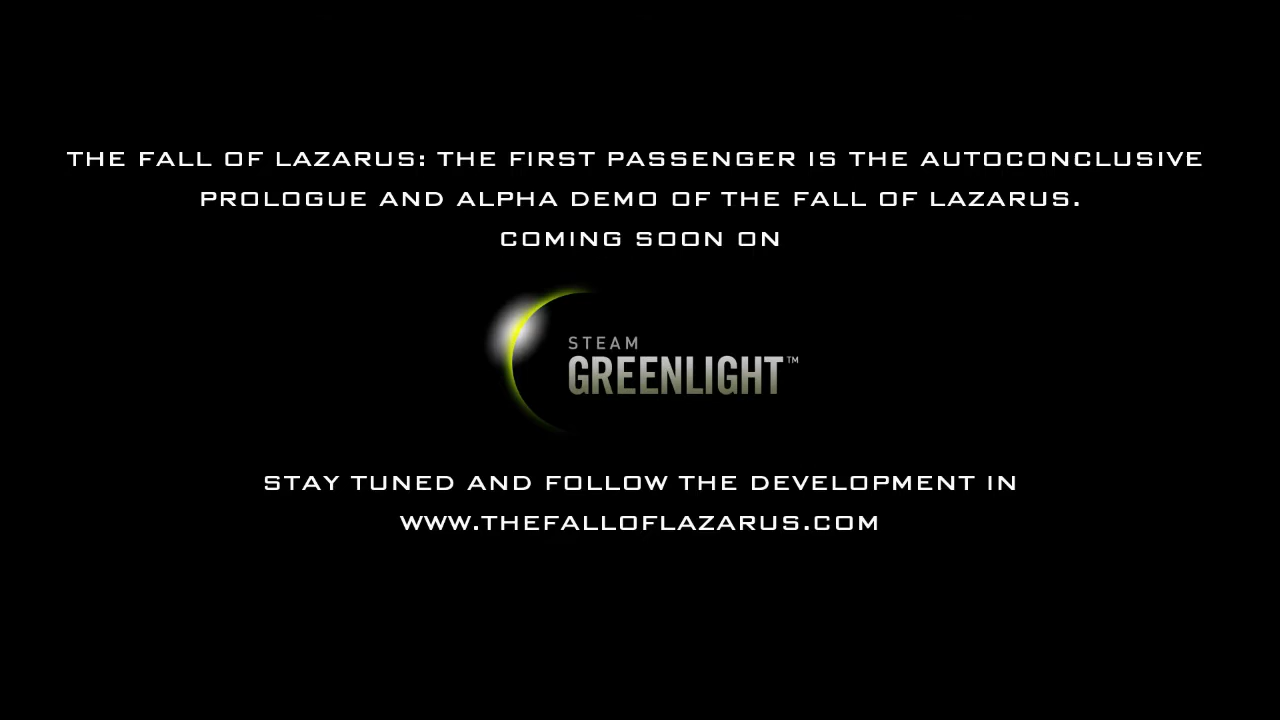 THE FALL OF LAZARUS: THE FIRST PASSENGER IS THE AUTOCONCLUSIVE
PROLOGUE AND ALPHA DEMO OF THE FALL OF LAZARUS.
COMING SOON ON
STEAM
GREENLIGHT™
STAY TUNED AND FOLLOW THE DEVELOPMENT IN
WWW.THEFALLOFLAZARUS.COM